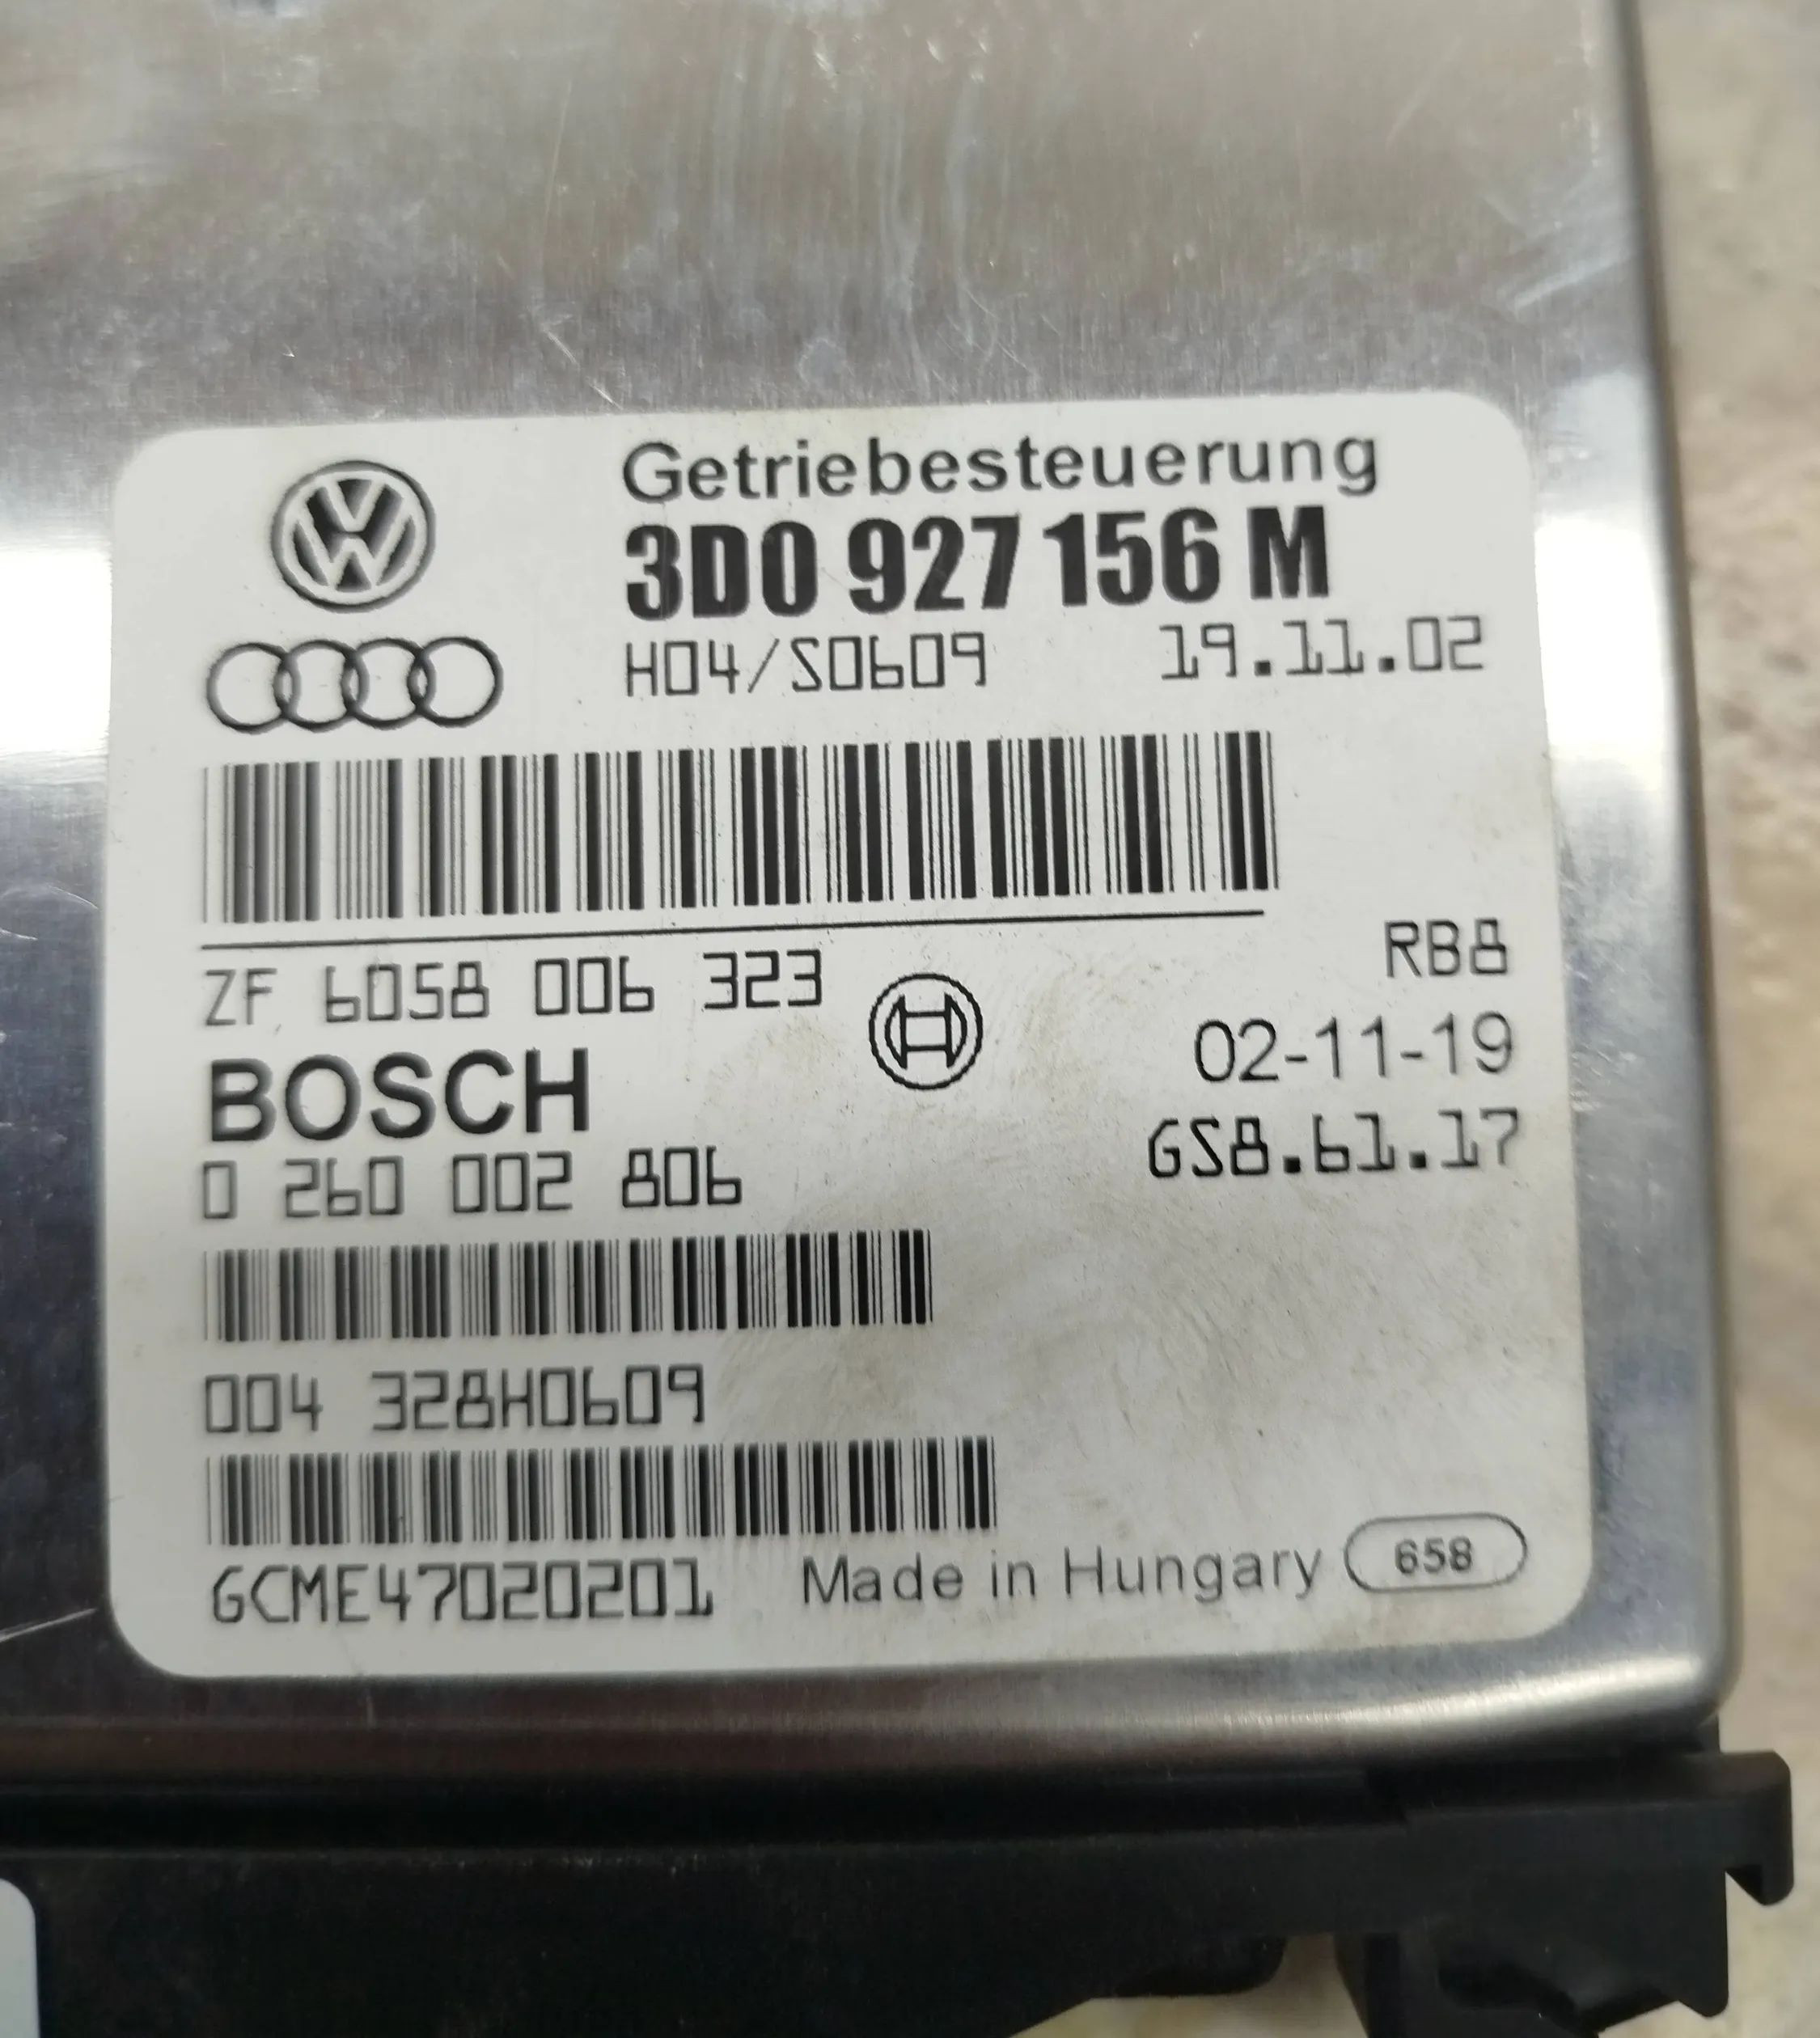 Getriebesteuerung
3D0 927 156 M
H04/S0609 19.11.02
ZF 6058 006 323
RB8
BOSCH
02-11-19
0 260 002 806
GS8.61.17
004 328H0609
GCME47020201
Made in Hungary 658